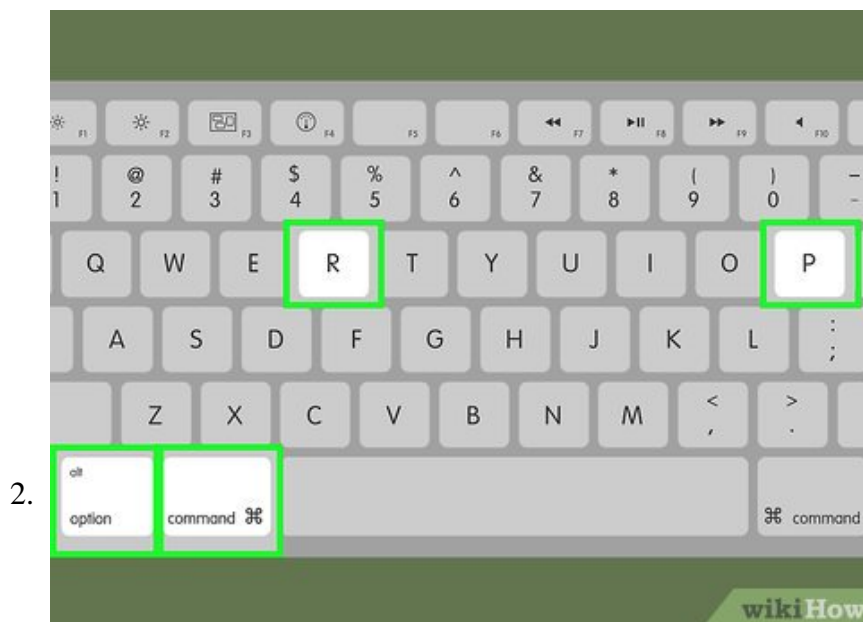 F1 F2 F3 F4 F5 F6 F7 F8 F9 F10
! @ # $ % ^ & * ( ) –
1 2 3 4 5 6 7 8 9 0 -
Q W E R T Y U I O P
A S D F G H J K L :
;
Z X C V B N M < >
, .
2.
alt
option command ⌘ ⌘ command
wikiHow